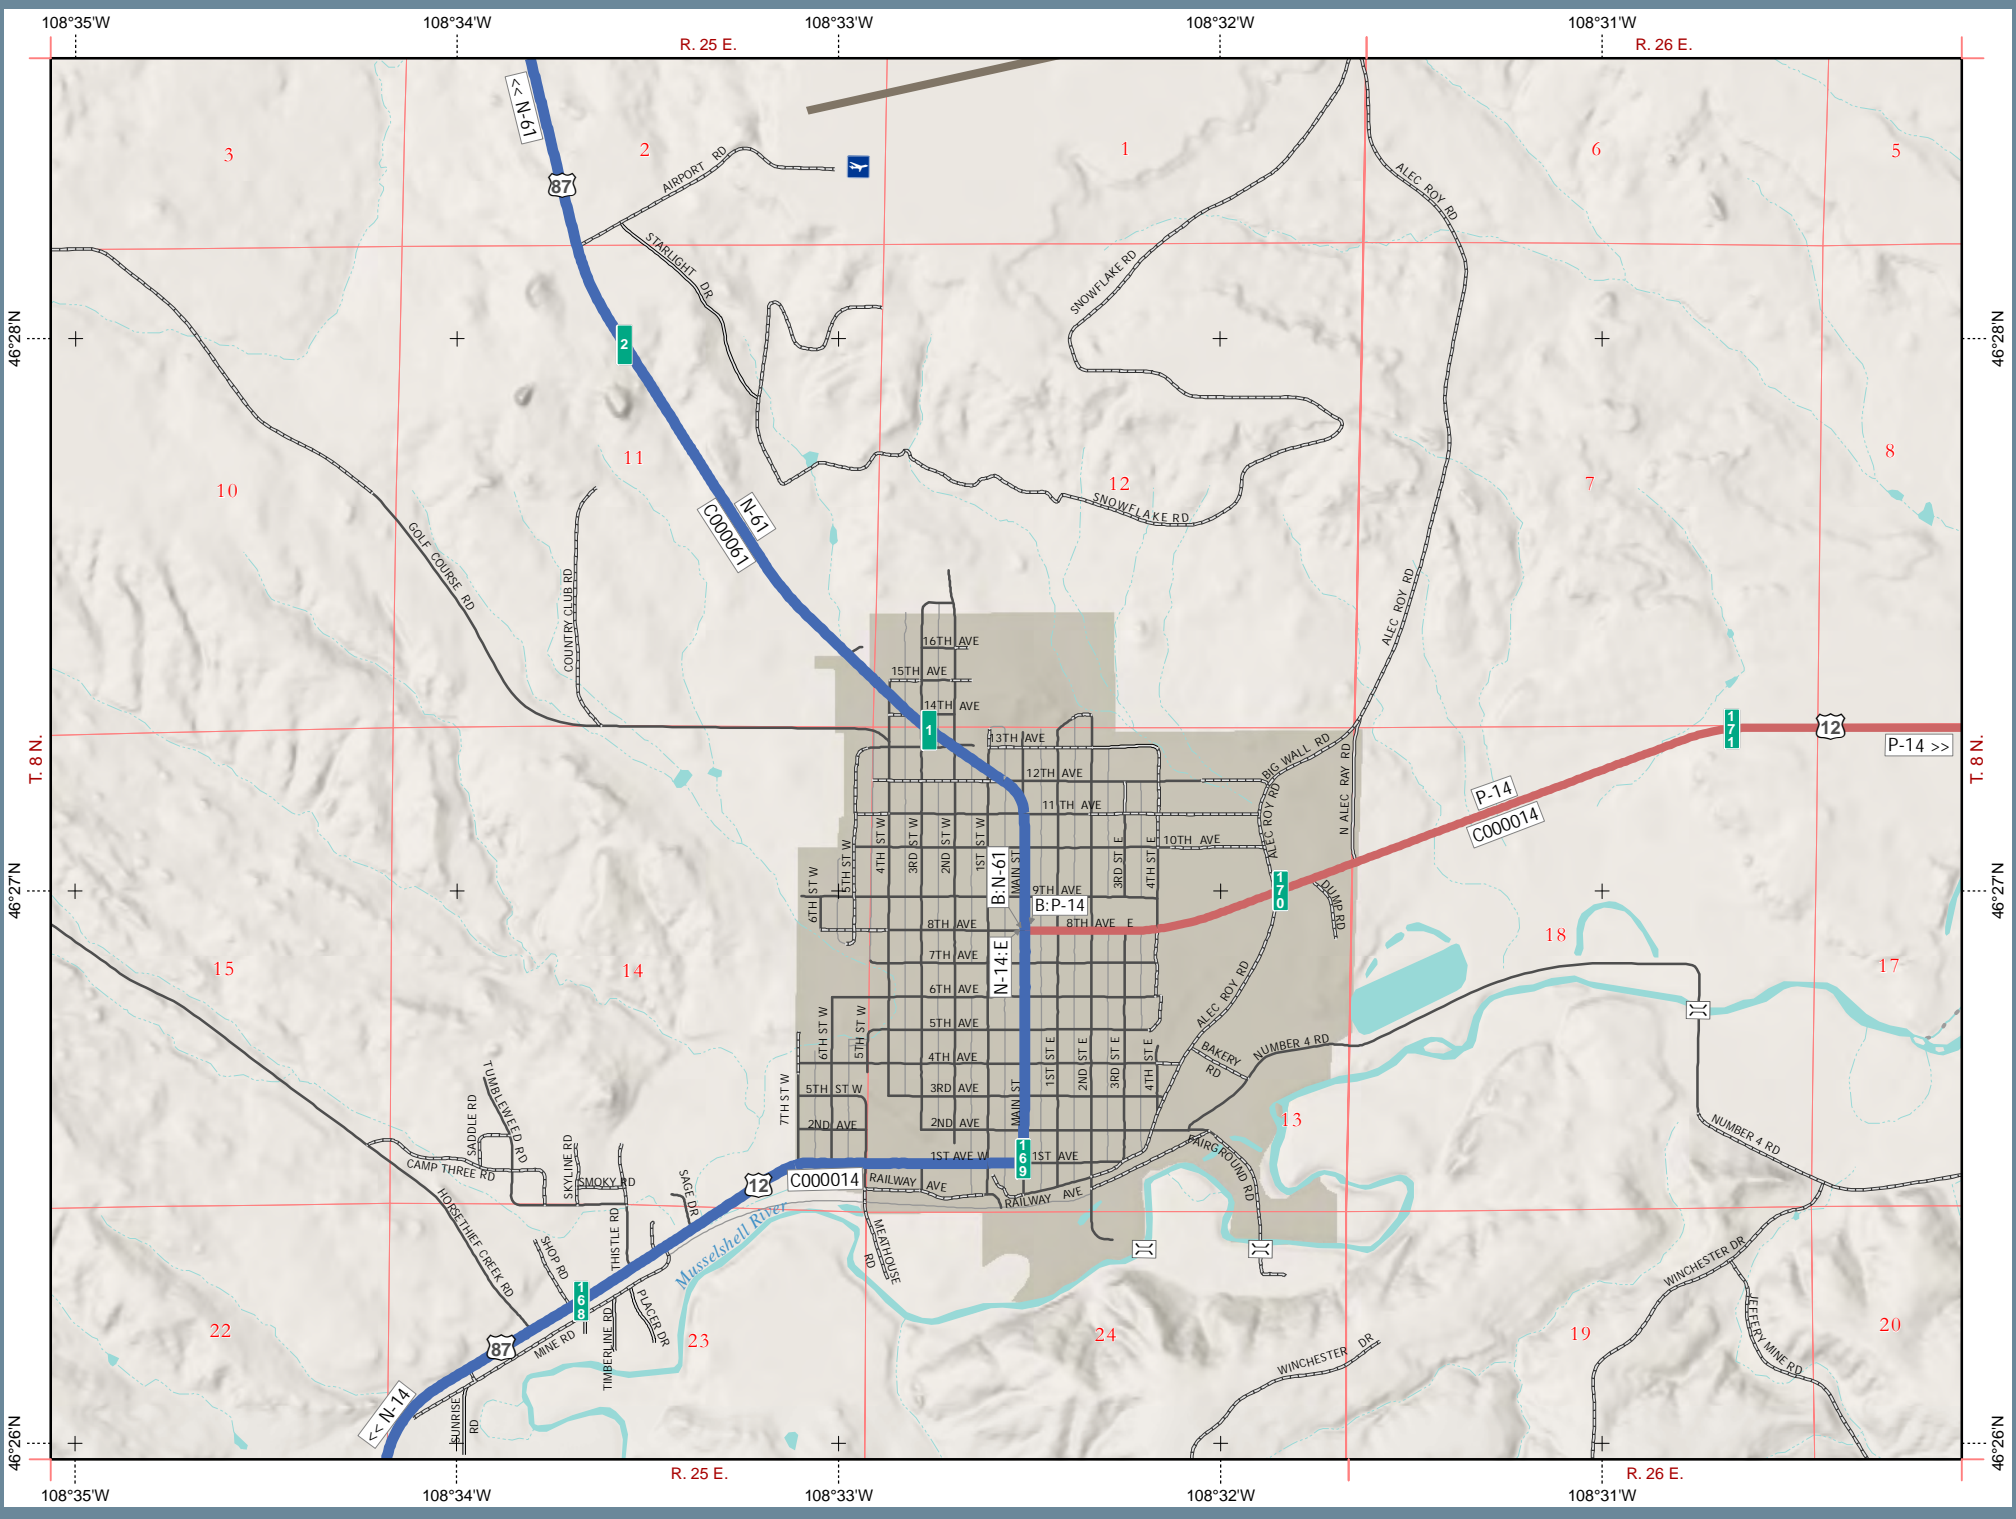 108°35'W
108°34'W
108°33'W
108°32'W
108°31'W
R. 25 E.
R. 26 E.
<< N-61
3
2
1
6
5
87
AIRPORT RD
ALEC ROY RD
STARLIGHT DR
SNOWFLAKE RD
46°28'N
2
46°28'N
11
10
12
7
8
SNOWFLAKE RD
N-61
C000061
GOLF COURSE RD
COUNTRY CLUB RD
ALEC ROY RD
16TH AVE
15TH AVE
14TH AVE
1
13TH AVE
BIG WALL RD
171
12
P-14 >>
T. 8 N.
T. 8 N.
12TH AVE
11TH AVE
ALEC ROY RD
N ALEC RAY RD
P-14
C000014
10TH AVE
4TH ST W
3RD ST W
2ND ST W
1ST ST W
MAIN ST
3RD ST E
4TH ST E
5TH ST W
6TH ST W
46°27'N
B:N-61
9TH AVE
B:P-14
170
DUMP RD
46°27'N
8TH AVE
8TH AVE E
18
N-14:E
7TH AVE
15
14
17
6TH AVE
ALEC ROY RD
5TH AVE
6TH ST W
5TH ST W
4TH AVE
1ST ST E
2ND ST E
3RD ST E
4TH ST E
BAKERY RD
NUMBER 4 RD
7TH ST W
5TH ST W
3RD AVE
MAIN ST
TUMBLEWEED RD
SADDLE RD
2ND AVE
2ND AVE
13
NUMBER 4 RD
SKYLINE RD
CAMP THREE RD
SMOKY RD
SAGE DR
12
C000014
1ST AVE W
169
1ST AVE
FAIRGROUND RD
RAILWAY AVE
RAILWAY AVE
HORSETHIEF CREEK RD
SHOP RD
THISTLE RD
Musselshell River
MEATHOUSE RD
WINCHESTER DR
168
PLACER DR
JEFFERY MINE RD
22
87
MINE RD
TIMBERLINE RD
23
24
19
20
WINCHESTER DR
<< N-14
SUNRISE RD
46°26'N
46°26'N
R. 25 E.
R. 26 E.
108°35'W
108°34'W
108°33'W
108°32'W
108°31'W